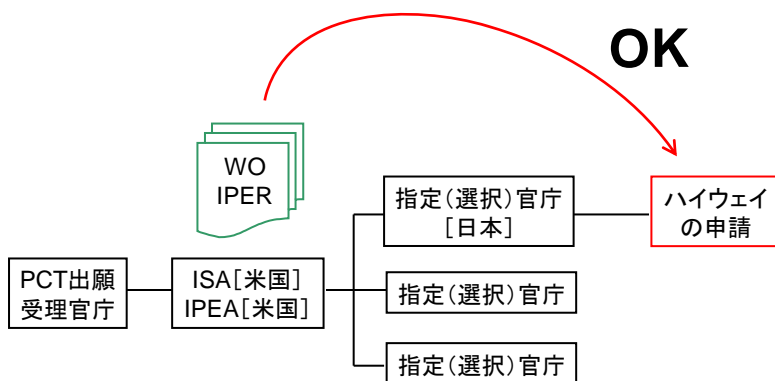 OK
WO
IPER
指定(選択)官庁
[日本]
ハイウェイ
の申請
PCT出願
受理官庁
ISA[米国]
IPEA[米国]
指定(選択)官庁
指定(選択)官庁